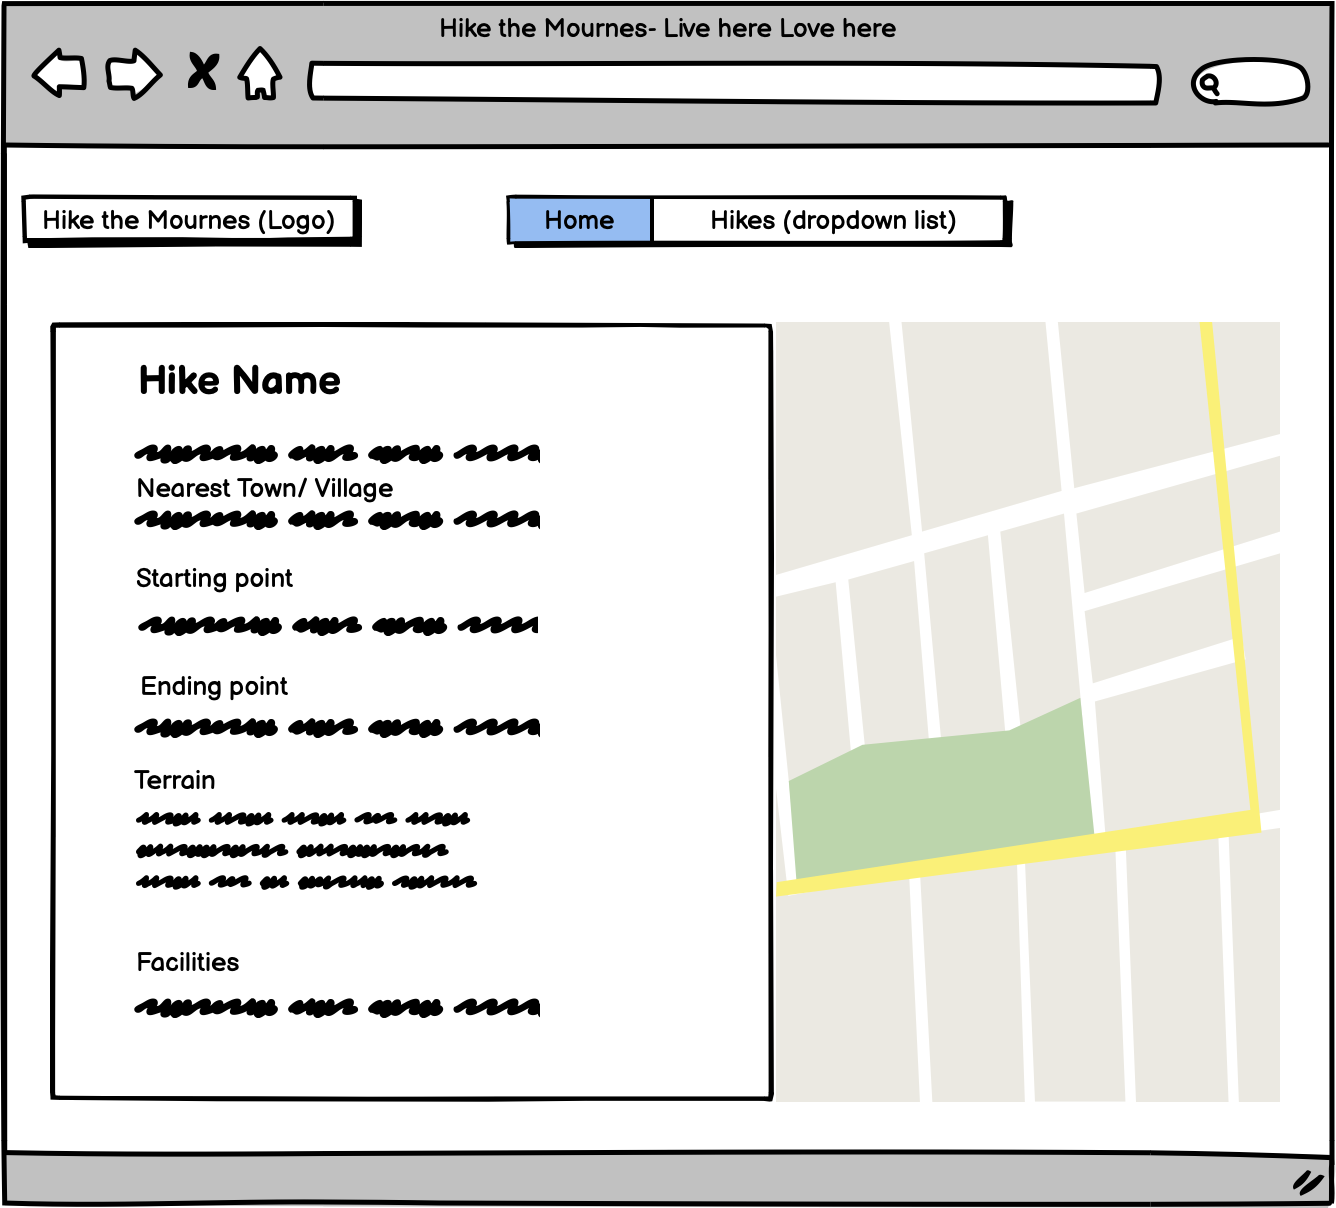 Hike the Mournes- Live here Love here
Hike the Mournes (Logo)
Home
Hikes (dropdown list)
Hike Name
Nearest Town/ Village
Starting point
Ending point
Terrain
Facilities